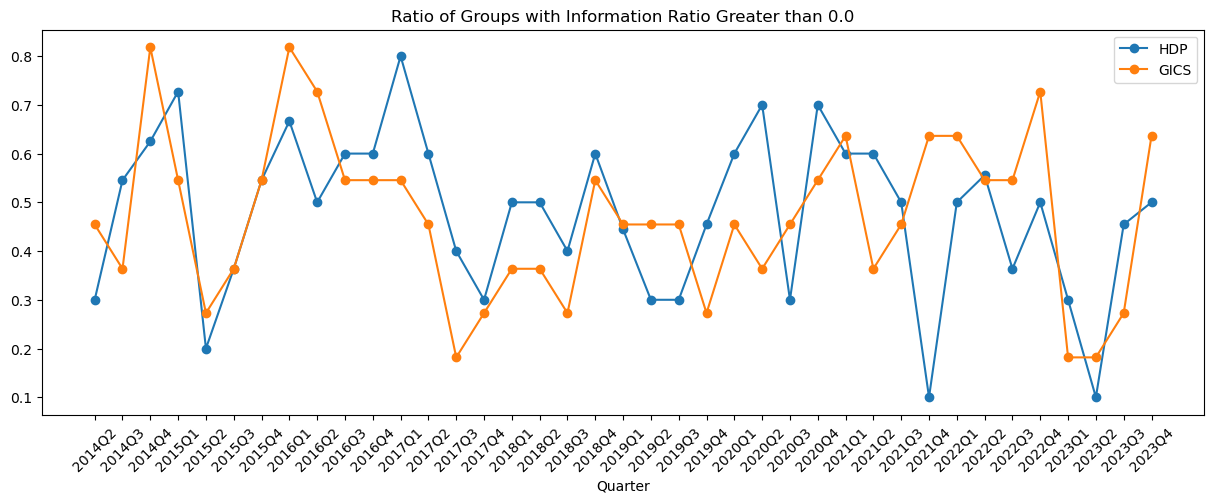 Ratio of Groups with Information Ratio Greater than 0.0
HDP
GICS
0.8
0.7
0.6
0.5
0.4
0.3
0.2
0.1
2014Q2
2014Q3
2014Q4
2015Q1
2015Q2
2015Q3
2015Q4
2016Q1
2016Q2
2016Q3
2016Q4
2017Q1
2017Q2
2017Q3
2017Q4
2018Q1
2018Q2
2018Q3
2018Q4
2019Q1
2019Q2
2019Q3
2019Q4
2020Q1
2020Q2
2020Q3
2020Q4
2021Q1
2021Q2
2021Q3
2021Q4
2022Q1
2022Q2
2022Q3
2022Q4
2023Q1
2023Q2
2023Q3
2023Q4
Quarter